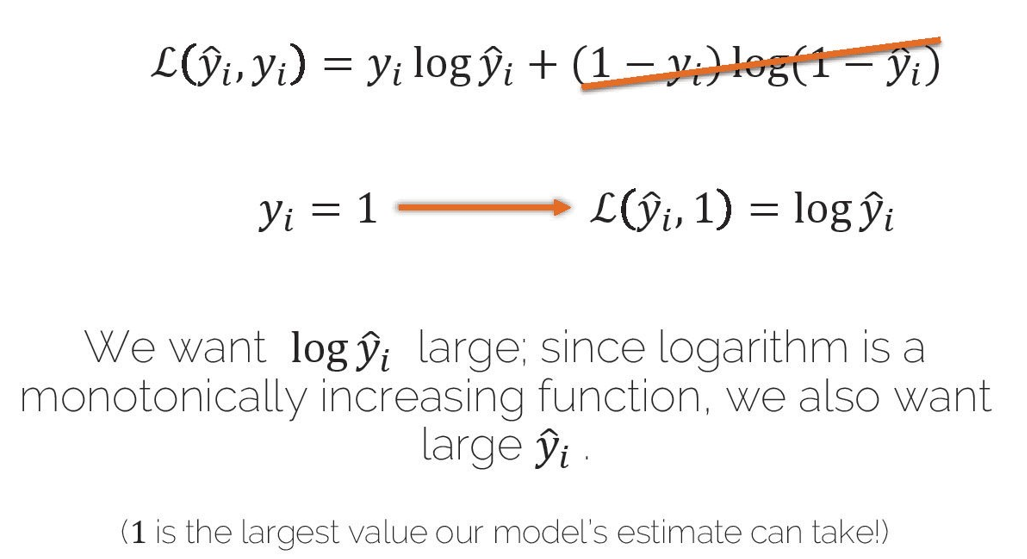 ℒ(ŷᵢ, yᵢ) = yᵢ log ŷᵢ + (1 − yᵢ) log(1 − ŷᵢ)
yᵢ = 1 ⟶ ℒ(ŷᵢ, 1) = log ŷᵢ
We want log ŷᵢ large; since logarithm is a
monotonically increasing function, we also want
large ŷᵢ .
(1 is the largest value our model's estimate can take!)